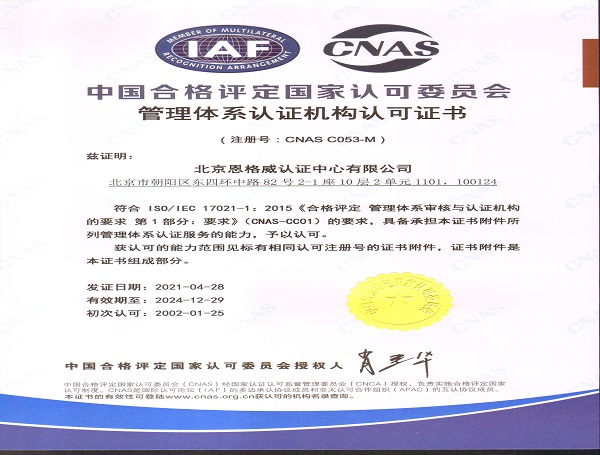 MEMBER OF MULTILATERAL
IAF
RECOGNITION ARRANGEMENT
CNAS
中国合格评定国家认可委员会
管理体系认证机构认可证书
(注册号：CNAS C053-M)
兹证明：
北京恩格威认证中心有限公司
北京市朝阳区东四环中路 82 号 2-1 座 10 层 2 单元 1101，100124
符合 ISO/IEC 17021-1：2015《合格评定 管理体系审核与认证机构
的要求 第 1 部分：要求》(CNAS-CC01) 的要求，具备承担本证书附件所
列管理体系认证服务的能力，予以认可。
获认可的能力范围见标有相同认可注册号的证书附件，证书附件是
本证书组成部分。
发证日期：2021-04-28
有效期至：2024-12-29
初次认可：2002-01-25
中国合格评定国家认可委员会授权人
中国合格评定国家认可委员会（CNAS）经国家认证认可监督管理委员会（CNCA）授权，负责实施合格评定国家
认可制度。CNAS是国际认可论坛（IAF）的多边承认协议成员和亚太认可合作组织（APAC）的互认协议成员。
本证书的有效性可登陆www.cnas.org.cn获认可的机构名录查询。